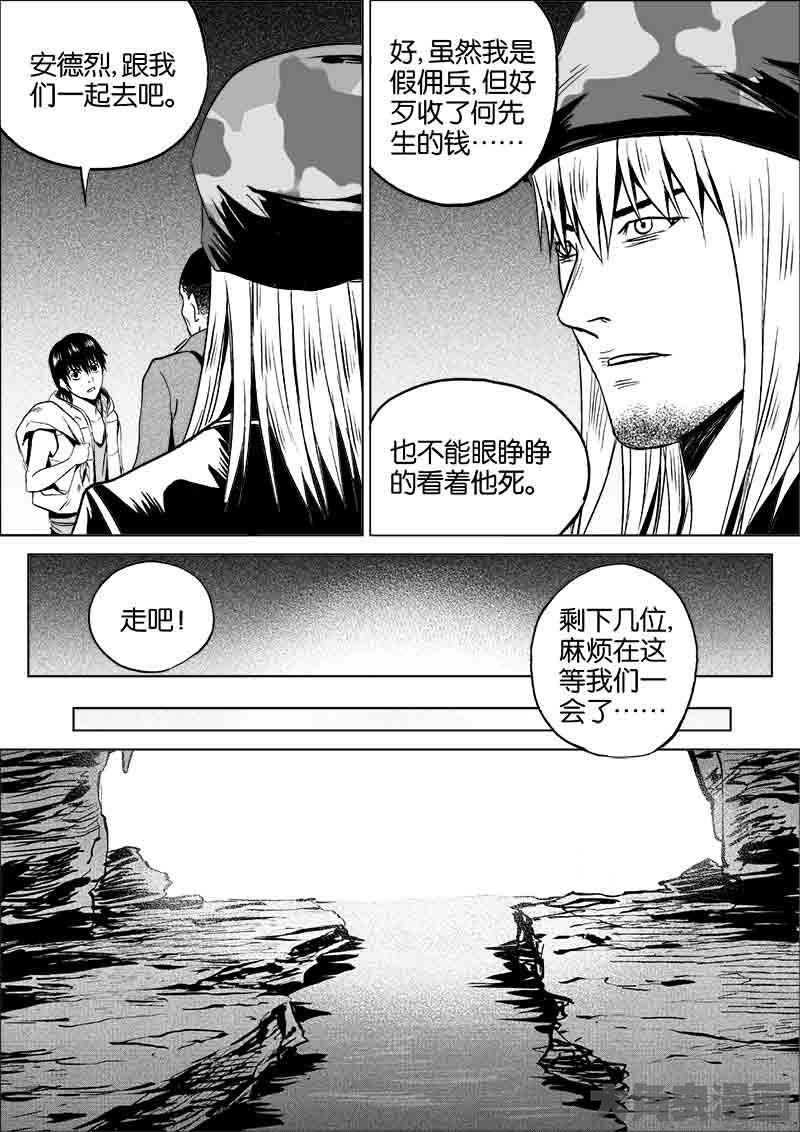 安德烈,跟我
们一起去吧。
好,虽然我是
假佣兵,但好
歹收了何先
生的钱……
也不能眼睁睁
的看着他死。
走吧!
剩下几位,
麻烦在这
等我们一
会了……